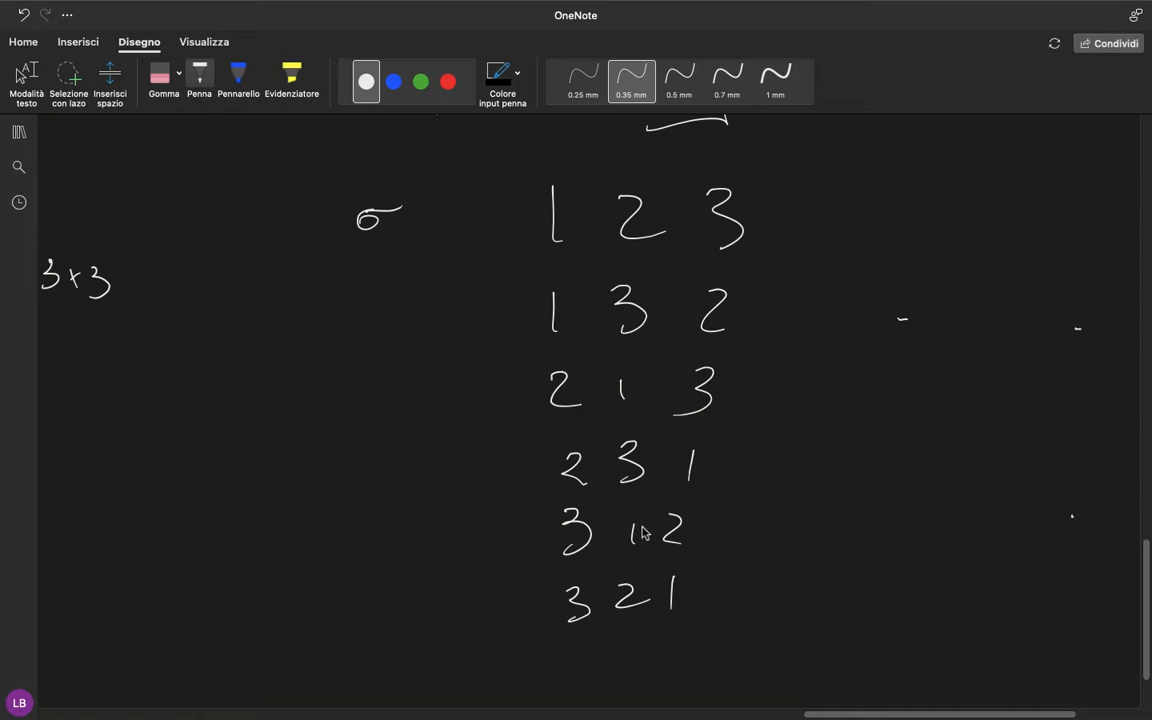 OneNote
Home Inserisci Disegno Visualizza
Condividi
Modalità testo
Selezione con lazo
Inserisci spazio
Gomma
Penna
Pennarello
Evidenziatore
Colore input penna
0.25 mm
0.35 mm
0.5 mm
0.7 mm
1 mm
σ 1 2 3
3 × 3
1 3 2
2 1 3
2 3 1
3 1 2
3 2 1
LB